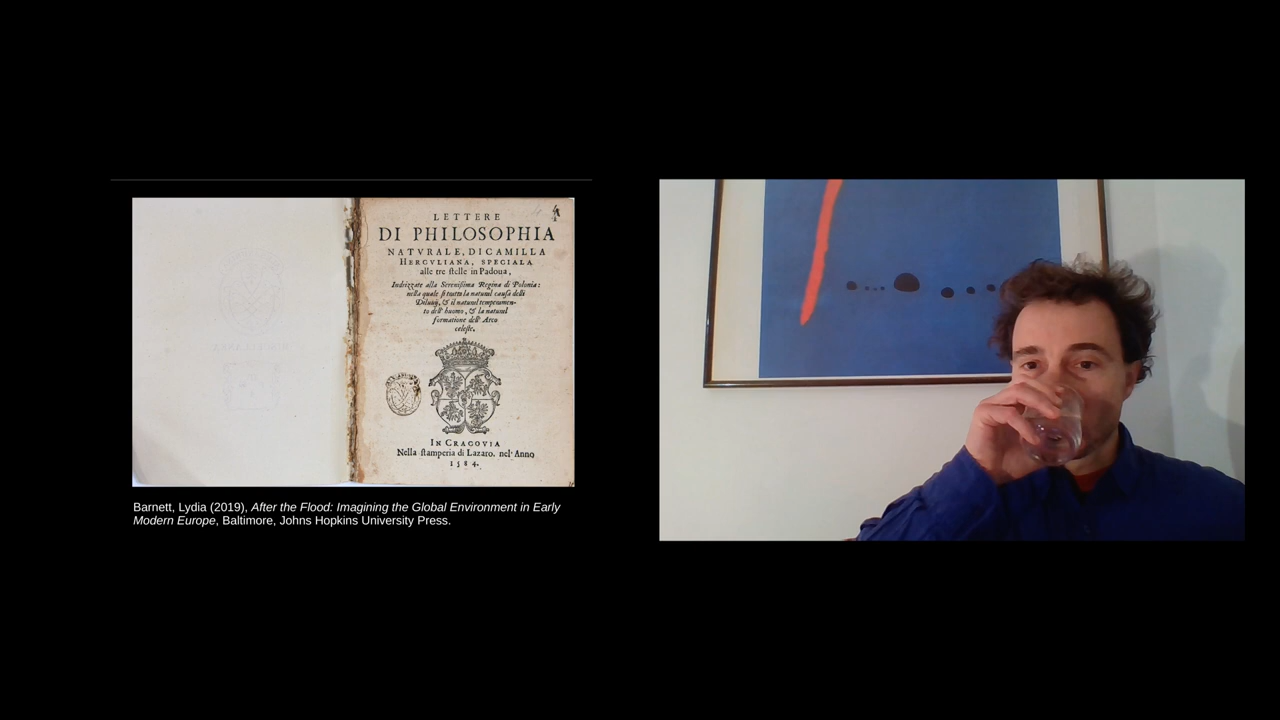 LETTERE
DI PHILOSOPHIA
NATVRALE, DI CAMILLA
HERCVLIANA, SPECIALA
alle tre stelle in Padoua,
Indrizzate alla Serenissima Regina di Polonia:
nella quale si tratta la natural causa delli
Diluuij, & il natural temperamen-
to dell' huomo, & la natural
formatione dell' Arco
celeste.
IN CRACOVIA
Nella stamperia di Lazaro, nel' Anno
1584.
Barnett, Lydia (2019), After the Flood: Imagining the Global Environment in Early
Modern Europe, Baltimore, Johns Hopkins University Press.